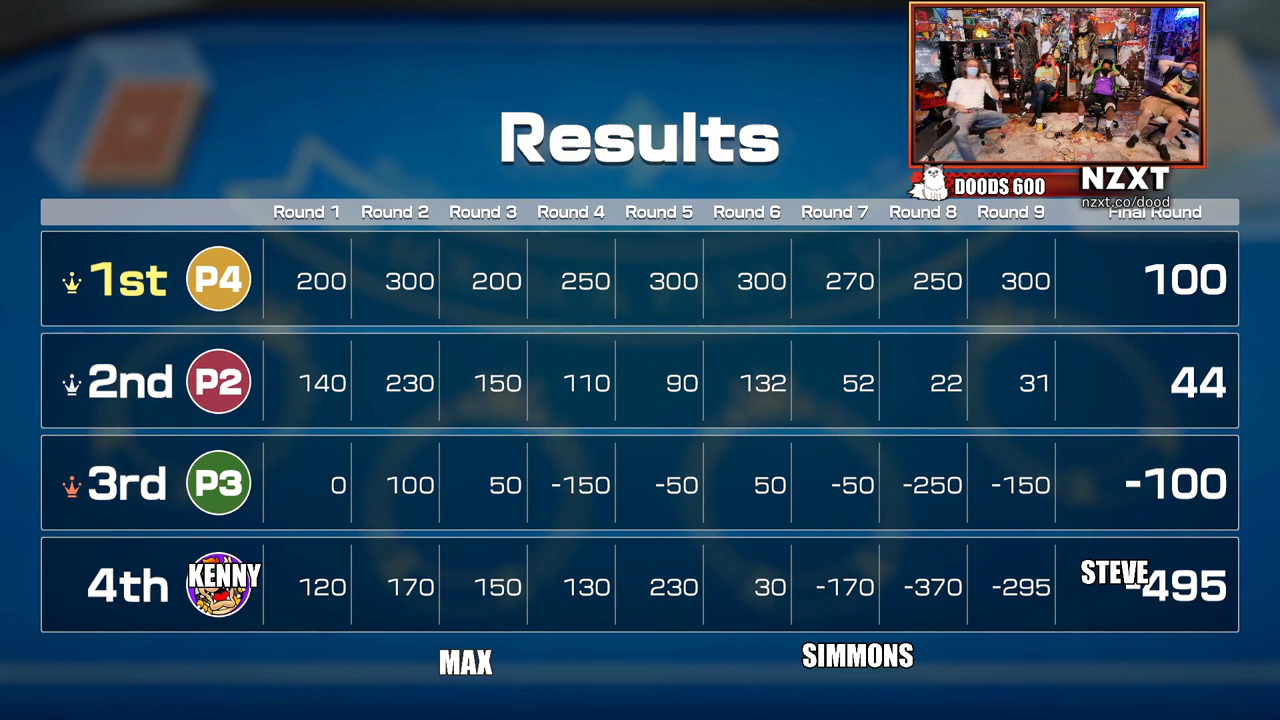 Results
DOODS 600
NZXT
nzxt.co/dood
Round 1 Round 2 Round 3 Round 4 Round 5 Round 6 Round 7 Round 8 Round 9 Final Round
1st P4 200 300 200 250 300 300 270 250 300 100
2nd P2 140 230 150 110 90 132 52 22 31 44
3rd P3 0 100 50 -150 -50 50 -50 -250 -150 -100
4th KENNY 120 170 150 130 230 30 -170 -370 -295 STEVE -495
MAX SIMMONS